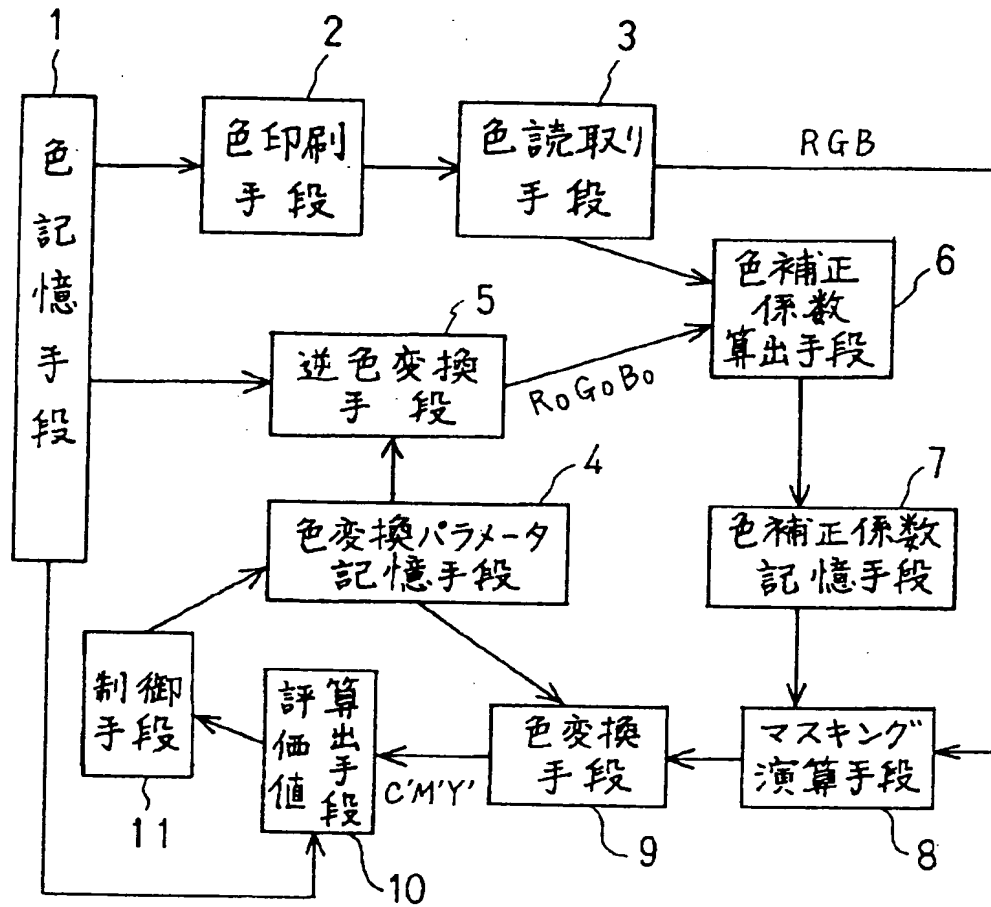 1
色記憶手段
2
色印刷
手段
3
色読取り
手段
RGB
6
色補正
係数
算出手段
5
逆色変換
手段
R₀G₀B₀
4
色変換パラメータ
記憶手段
7
色補正係数
記憶手段
制御
手段
11
評価値
算出手段
10
C'M'Y'
色変換
手段
9
マスキング
演算手段
8